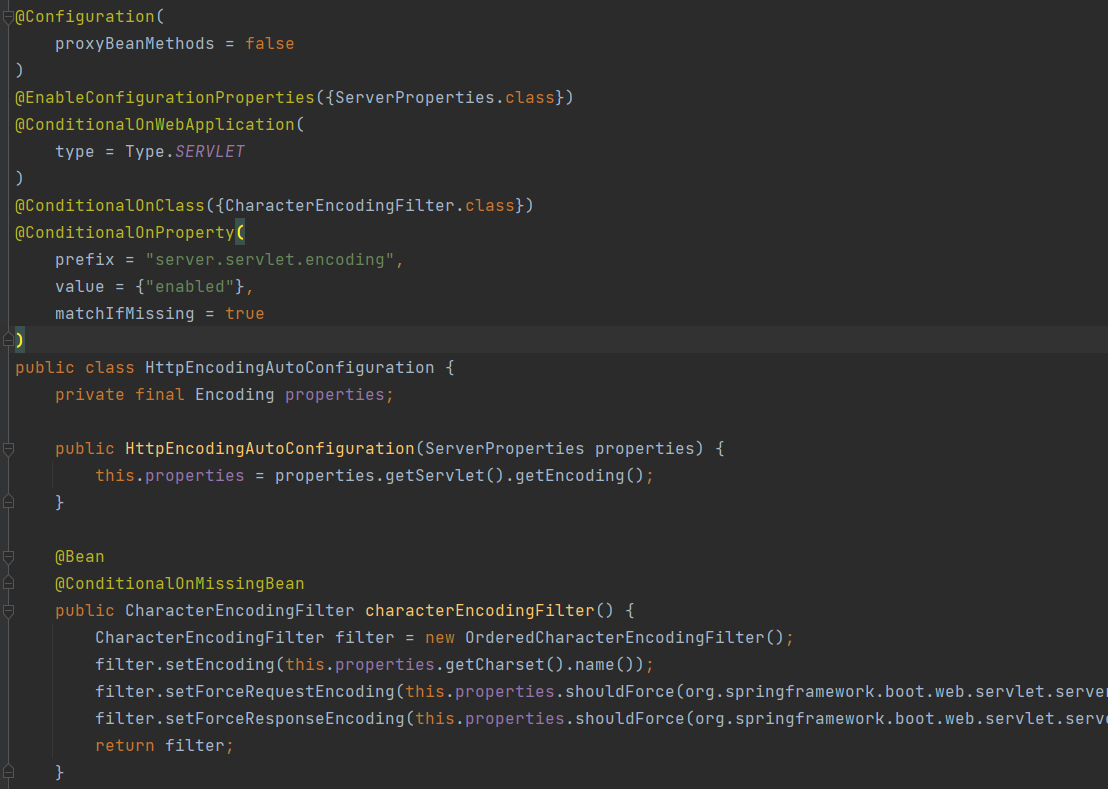 @Configuration(
    proxyBeanMethods = false
)
@EnableConfigurationProperties({ServerProperties.class})
@ConditionalOnWebApplication(
    type = Type.SERVLET
)
@ConditionalOnClass({CharacterEncodingFilter.class})
@ConditionalOnProperty(
    prefix = "server.servlet.encoding",
    value = {"enabled"},
    matchIfMissing = true
)
public class HttpEncodingAutoConfiguration {
    private final Encoding properties;

    public HttpEncodingAutoConfiguration(ServerProperties properties) {
        this.properties = properties.getServlet().getEncoding();
    }

    @Bean
    @ConditionalOnMissingBean
    public CharacterEncodingFilter characterEncodingFilter() {
        CharacterEncodingFilter filter = new OrderedCharacterEncodingFilter();
        filter.setEncoding(this.properties.getCharset().name());
        filter.setForceRequestEncoding(this.properties.shouldForce(org.springframework.boot.web.servlet.server
        filter.setForceResponseEncoding(this.properties.shouldForce(org.springframework.boot.web.servlet.serve
        return filter;
    }